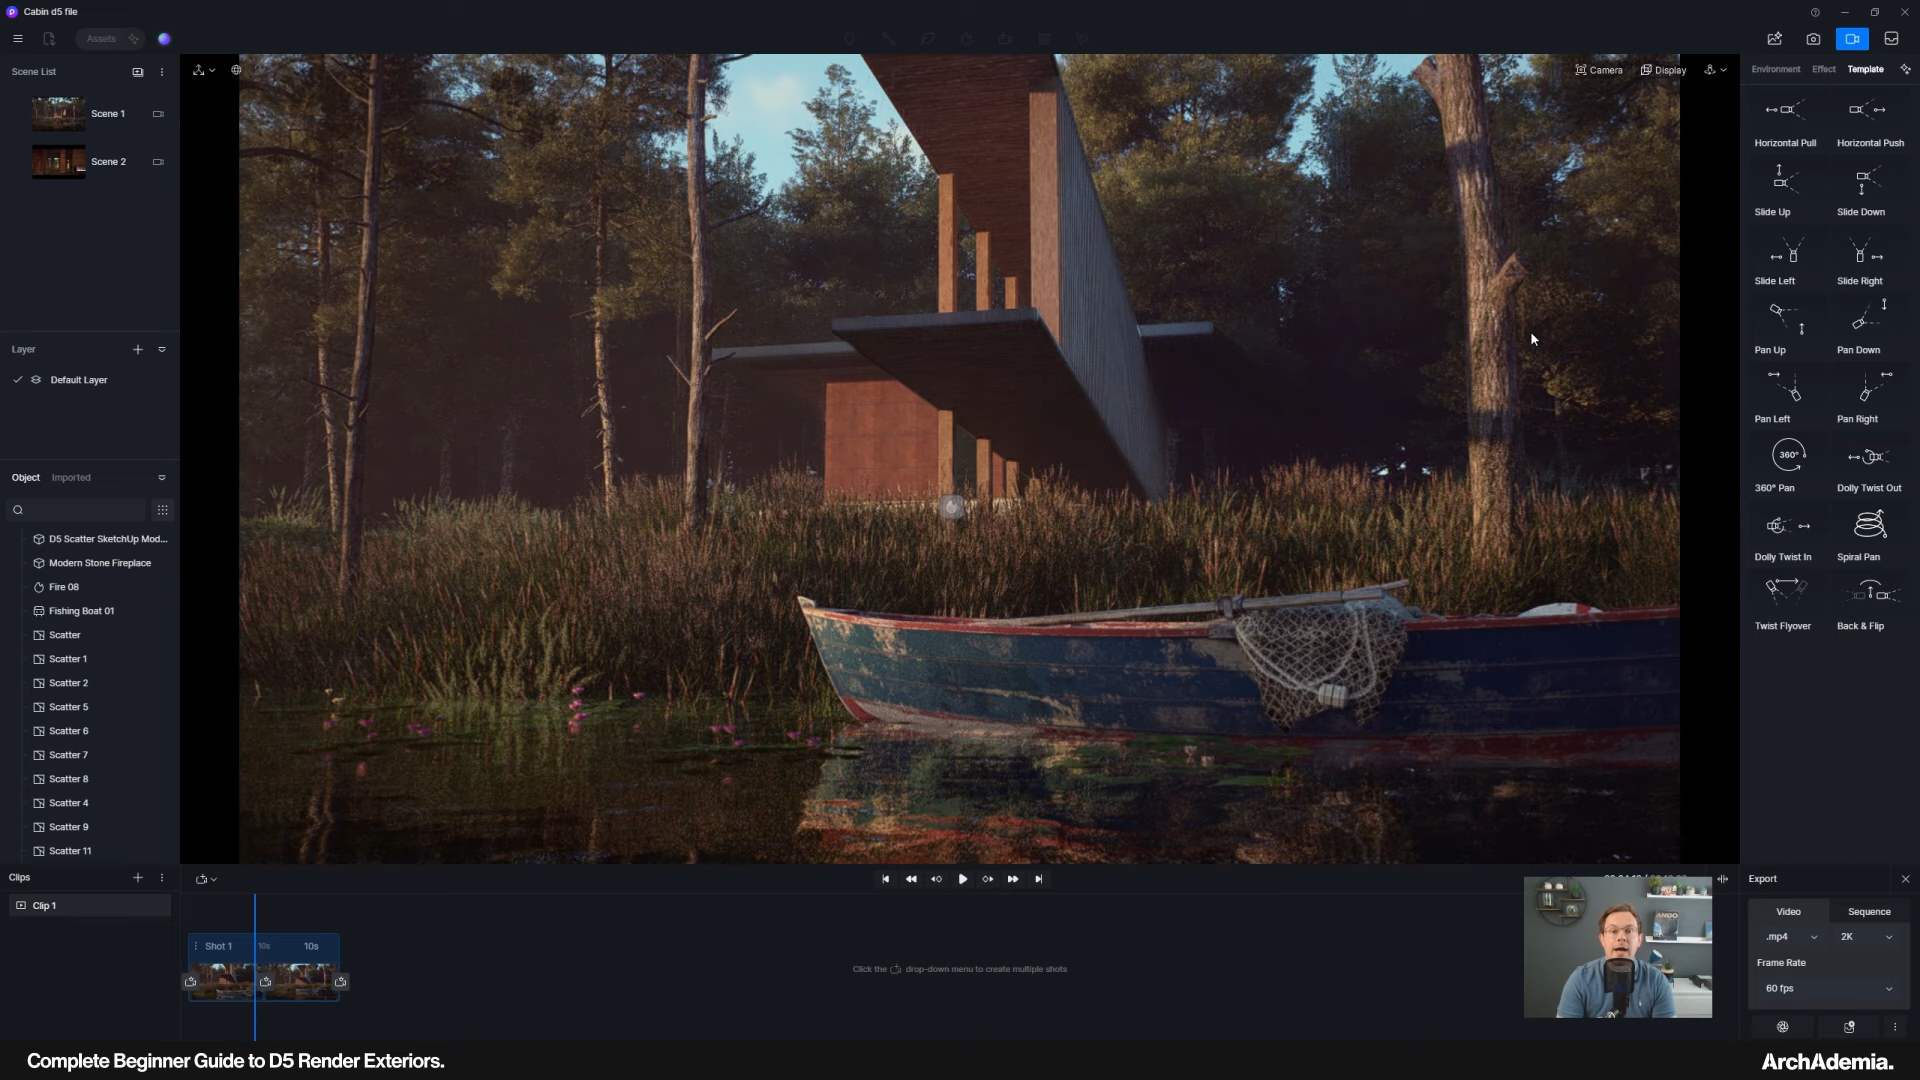 Cabin d5 file
Assets
Scene List
Scene 1
Scene 2
Layer
Default Layer
Object
Imported
D5 Scatter SketchUp Mod...
Modern Stone Fireplace
Fire 08
Fishing Boat 01
Scatter
Scatter 1
Scatter 2
Scatter 5
Scatter 6
Scatter 7
Scatter 8
Scatter 4
Scatter 9
Scatter 11
Camera
Display
Environment
Effect
Template
Horizontal Pull
Horizontal Push
Slide Up
Slide Down
Slide Left
Slide Right
Pan Up
Pan Down
Pan Left
Pan Right
360°
360° Pan
Dolly Twist Out
Dolly Twist In
Spiral Pan
Twist Flyover
Back & Flip
Clips
Clip 1
Shot 1
10s
10s
Click the drop-down menu to create multiple shots
ANDO
Export
Video
Sequence
.mp4
2K
Frame Rate
60 fps
Complete Beginner Guide to D5 Render Exteriors.
ArchAdemia.